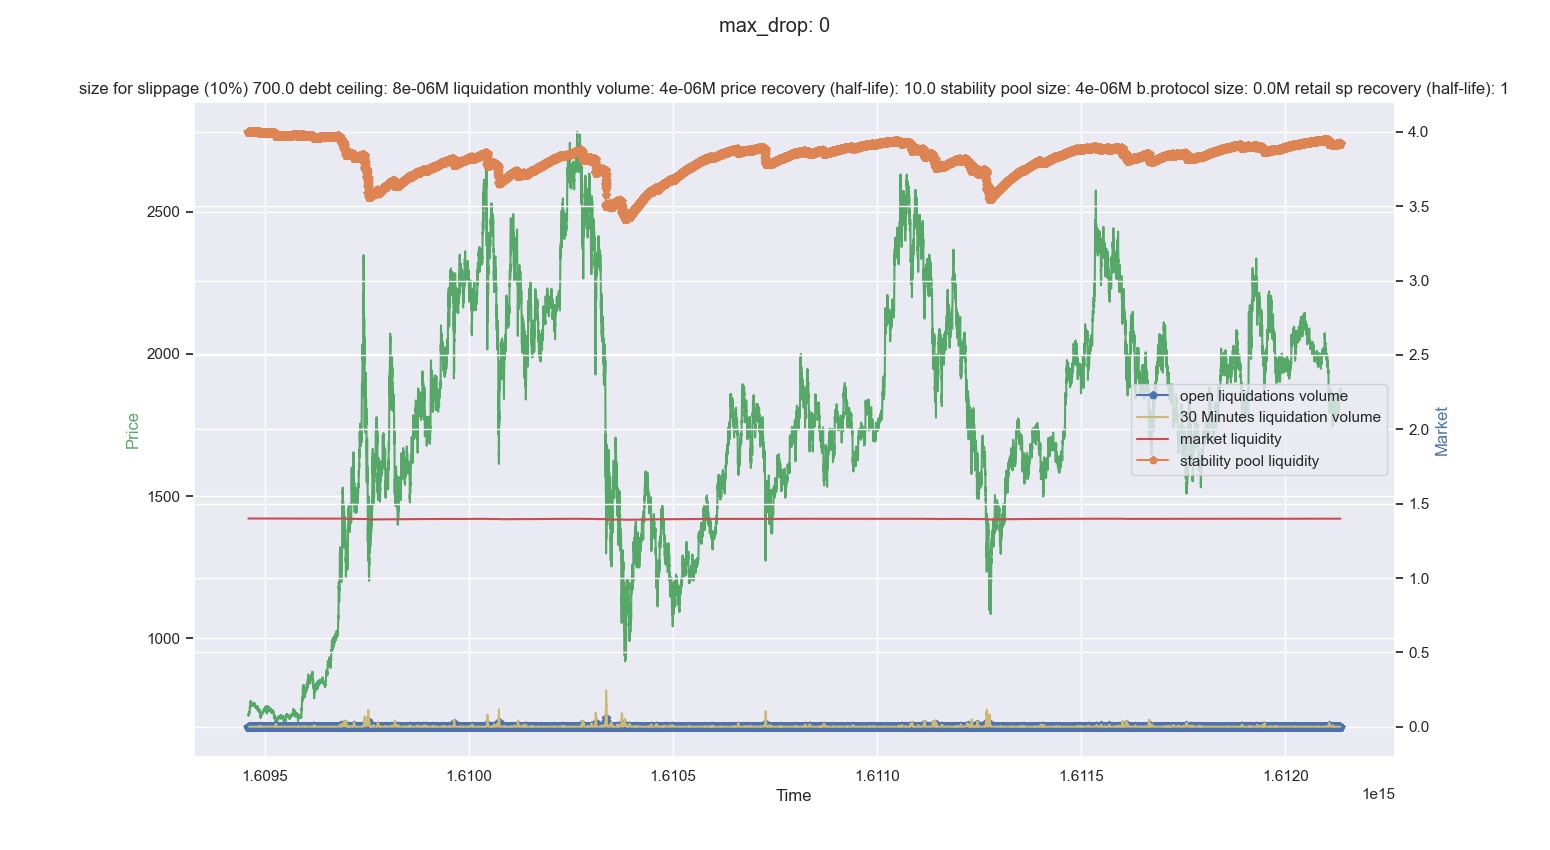 max_drop: 0
size for slippage (10%) 700.0 debt ceiling: 8e-06M liquidation monthly volume: 4e-06M price recovery (half-life): 10.0 stability pool size: 4e-06M b.protocol size: 0.0M retail sp recovery (half-life): 1
4.0
3.5
3.0
2.5
2.0
1.5
1.0
0.5
0.0
2500
2000
1500
1000
Price
Market
open liquidations volume
30 Minutes liquidation volume
market liquidity
stability pool liquidity
1.6095 1.6100 1.6105 1.6110 1.6115 1.6120
Time
1e15